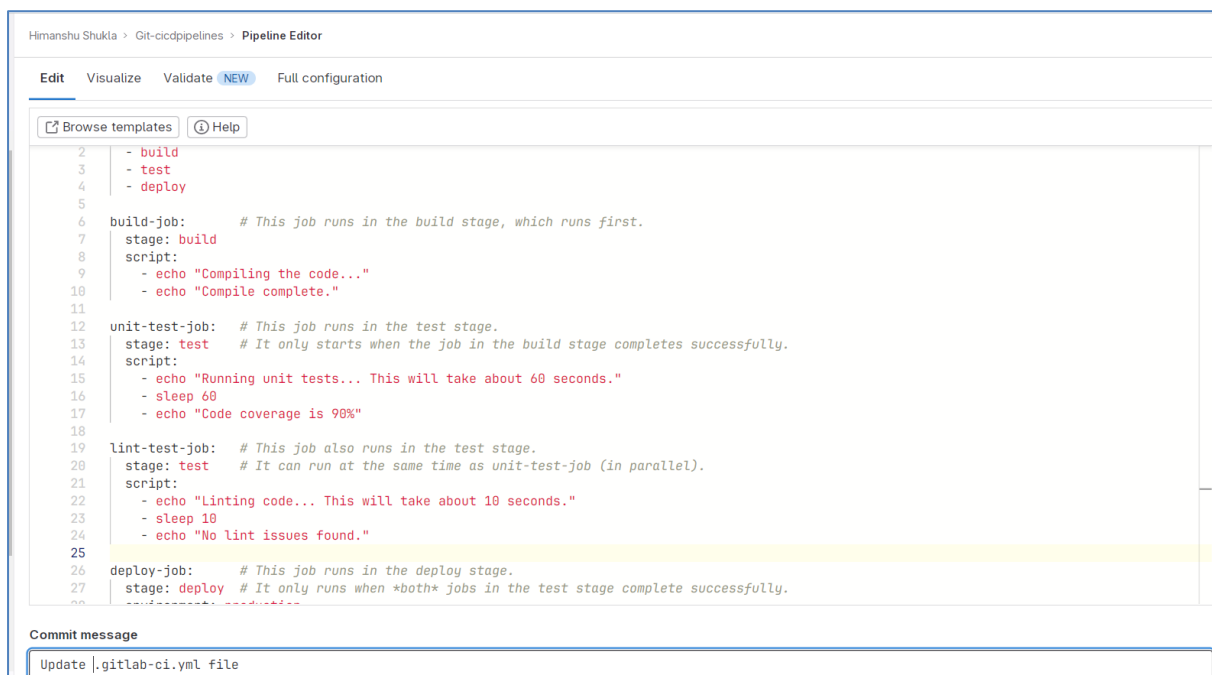 Himanshu Shukla > Git-cicdpipelines > Pipeline Editor
Edit Visualize Validate NEW Full configuration
Browse templates Help
2 - build
3 - test
4 - deploy
5
6 build-job: # This job runs in the build stage, which runs first.
7 stage: build
8 script:
9 - echo "Compiling the code..."
10 - echo "Compile complete."
11
12 unit-test-job: # This job runs in the test stage.
13 stage: test # It only starts when the job in the build stage completes successfully.
14 script:
15 - echo "Running unit tests... This will take about 60 seconds."
16 - sleep 60
17 - echo "Code coverage is 90%"
18
19 lint-test-job: # This job also runs in the test stage.
20 stage: test # It can run at the same time as unit-test-job (in parallel).
21 script:
22 - echo "Linting code... This will take about 10 seconds."
23 - sleep 10
24 - echo "No lint issues found."
25
26 deploy-job: # This job runs in the deploy stage.
27 stage: deploy # It only runs when *both* jobs in the test stage complete successfully.
28 environment: production
Commit message
Update .gitlab-ci.yml file